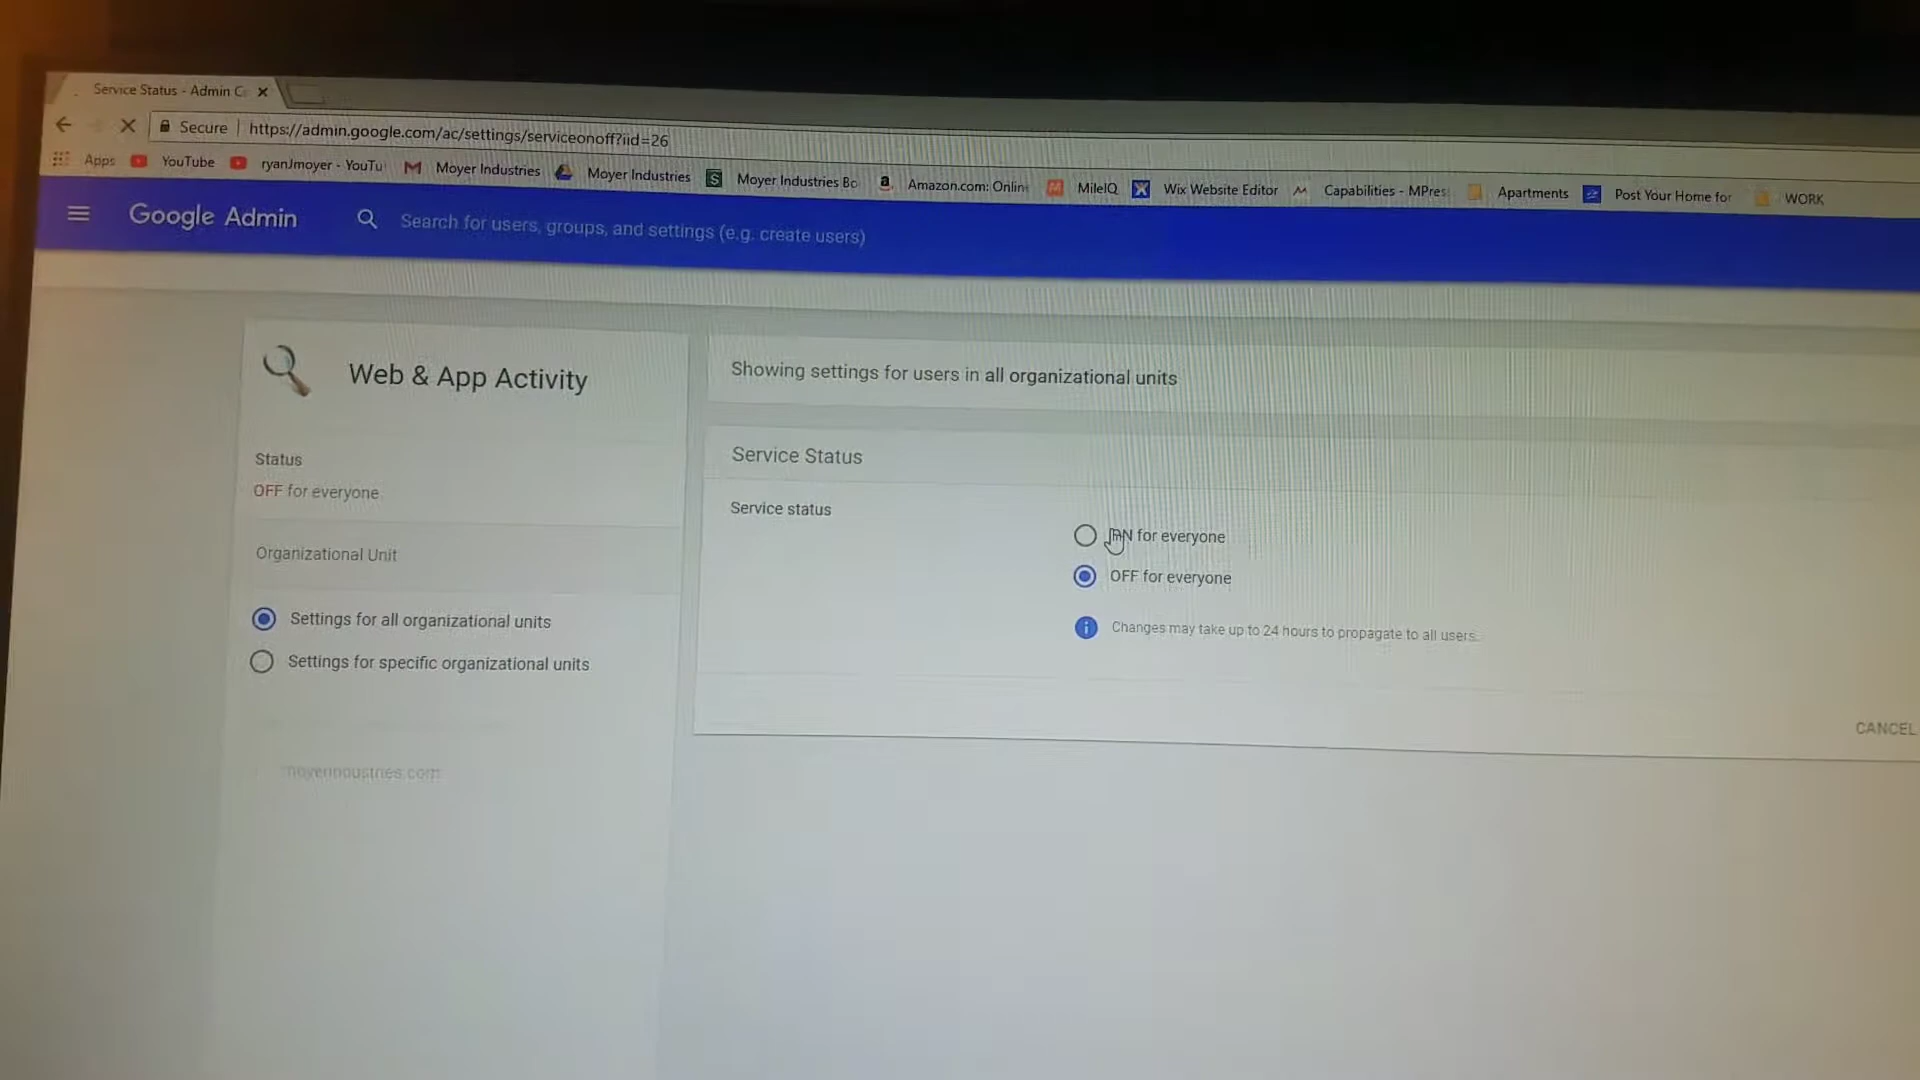 Service Status - Admin C
Secure | https://admin.google.com/ac/settings/serviceonoff?iid=26
Apps YouTube ryanJmoyer - YouTu Moyer Industries Moyer Industries Moyer Industries Bo Amazon.com: Onlin MileIQ Wix Website Editor Capabilities - MPres Apartments Post Your Home for WORK
Google Admin Search for users, groups, and settings (e.g. create users)
Web & App Activity
Status
OFF for everyone
Organizational Unit
Settings for all organizational units
Settings for specific organizational units
moyerindustries.com
Showing settings for users in all organizational units
Service Status
Service status
ON for everyone
OFF for everyone
Changes may take up to 24 hours to propagate to all users.
CANCEL